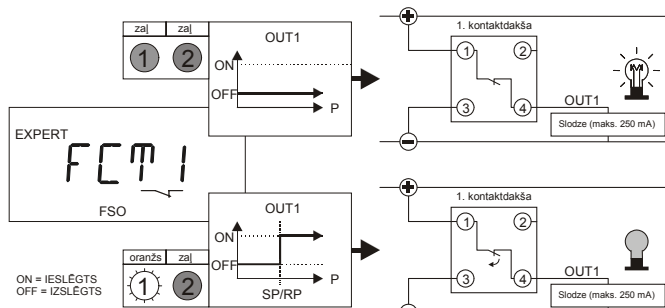 zaļ zaļ
1 2
OUT1
ON
OFF
P
1. kontaktdakša
+
1 2
3 4
OUT1
Slodze (maks. 250 mA)
−
EXPERT
FCT1
FSO
oranžs zaļ
1 2
ON = IESLĒGTS
OFF = IZSLĒGTS
OUT1
ON
OFF
P
SP/RP
+
1. kontaktdakša
1 2
3 4
OUT1
Slodze (maks. 250 mA)